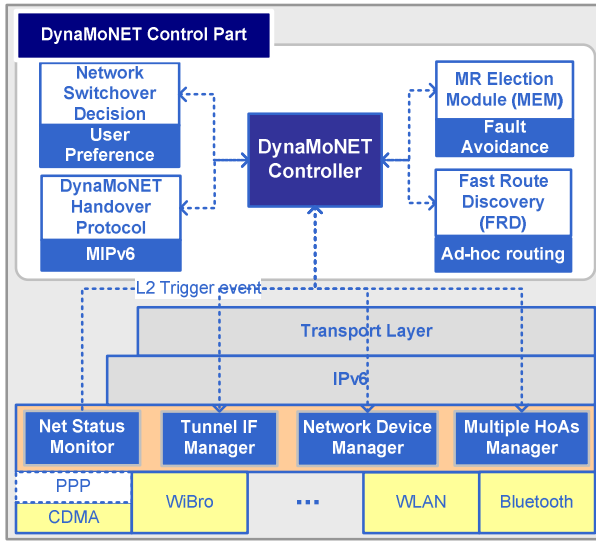 DynaMoNET Control Part
Network
Switchover
Decision
User
Preference
DynaMoNET
Handover
Protocol
MIPv6
DynaMoNET
Controller
MR Election
Module (MEM)
Fault
Avoidance
Fast Route
Discovery
(FRD)
Ad-hoc routing
L2 Trigger event
Transport Layer
IPv6
Net Status
Monitor
Tunnel IF
Manager
Network Device
Manager
Multiple HoAs
Manager
PPP
CDMA
WiBro
...
WLAN
Bluetooth